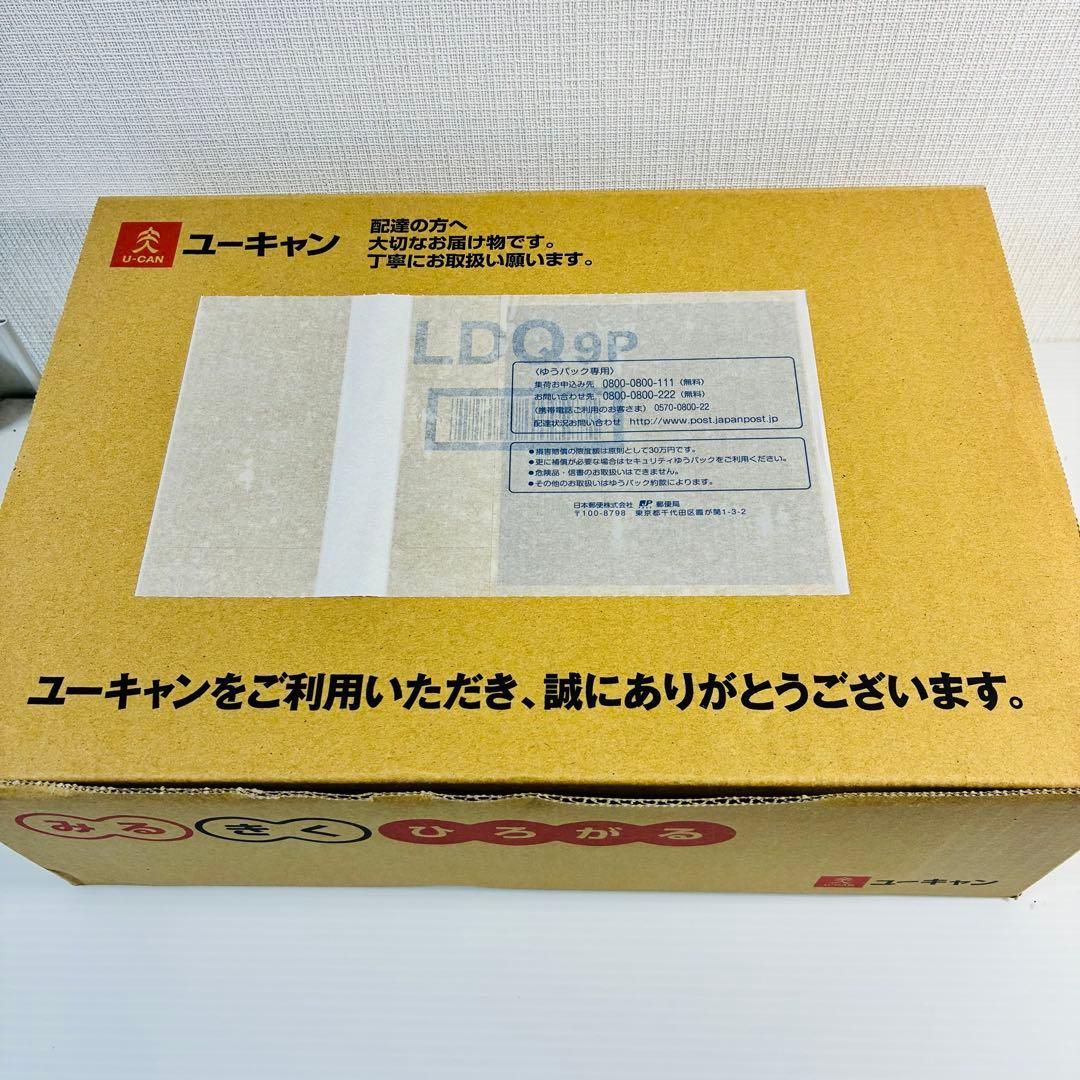 U-CAN
ユーキャン
配達の方へ
大切なお届け物です。
丁寧にお取扱い願います。
LDQ9P
〈ゆうパック専用〉
集荷お申込み先 0800-0800-111（無料）
お問い合わせ先 0800-0800-222（無料）
〈携帯電話ご利用のお客さま〉 0570-0800-22
配達状況お問い合わせ http://www.post.japanpost.jp
●損害賠償の限度額は原則として30万円です。
●更に補償が必要な場合はセキュリティゆうパックをご利用ください。
●危険品・信書のお取扱いはできません。
●その他のお取扱いはゆうパック約款によります。
日本郵便株式会社 JP 郵便局
〒100-8798 東京都千代田区霞が関1-3-2
ユーキャンをご利用いただき、誠にありがとうございます。
みる きく ひろがる
U-CAN ユーキャン